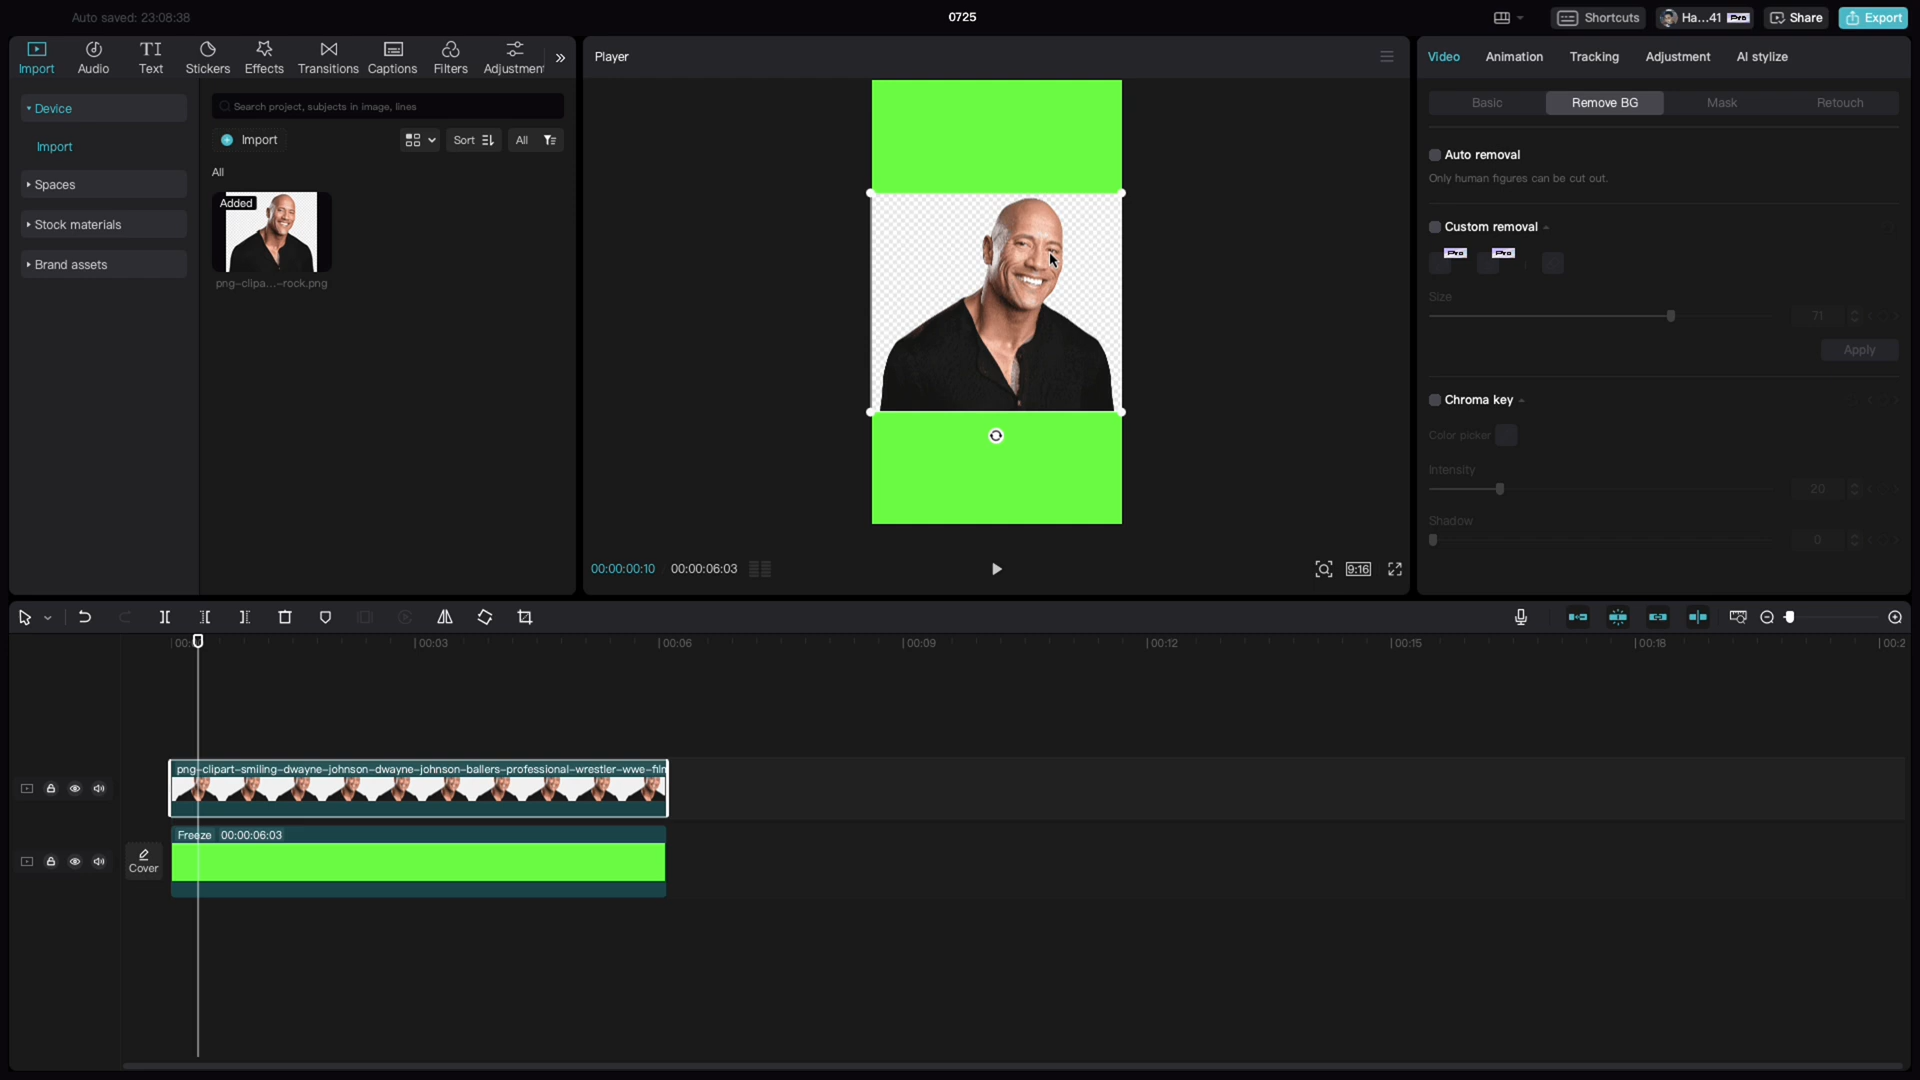 Auto saved: 23:08:38
0725
Shortcuts
Ha...41
Pro
Share
Export
Import
Audio
TI
Text
Stickers
Effects
Transitions
Captions
Filters
Adjustment
Device
Import
Spaces
Stock materials
Brand assets
Search project, subjects in image, lines
Import
Sort
All
All
Added
png-clipa...-rock.png
Player
00:00:00:10
00:00:06:03
9:16
Video
Animation
Tracking
Adjustment
AI stylize
Basic
Remove BG
Mask
Retouch
Auto removal
Only human figures can be cut out.
Custom removal
Pro
Pro
Size
71
Apply
Chroma key
Color picker
Intensity
20
Shadow
0
00:03
00:06
00:09
00:12
00:15
00:18
00:2
png-clipart-smiling-dwayne-johnson-dwayne-johnson-ballers-professional-wrestler-wwe-film
Freeze 00:00:06:03
Cover